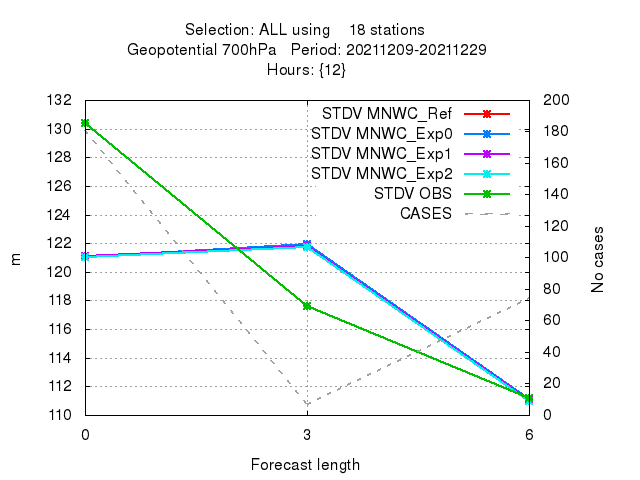 Selection: ALL using 18 stations
Geopotential 700hPa Period: 20211209-20211229
Hours: {12}
132
130
128
126
124
122
120
118
116
114
112
110
m
STDV MNWC_Ref
STDV MNWC_Exp0
STDV MNWC_Exp1
STDV MNWC_Exp2
STDV OBS
CASES
200
180
160
140
120
100
80
60
40
20
0
No cases
0 3 6
Forecast length